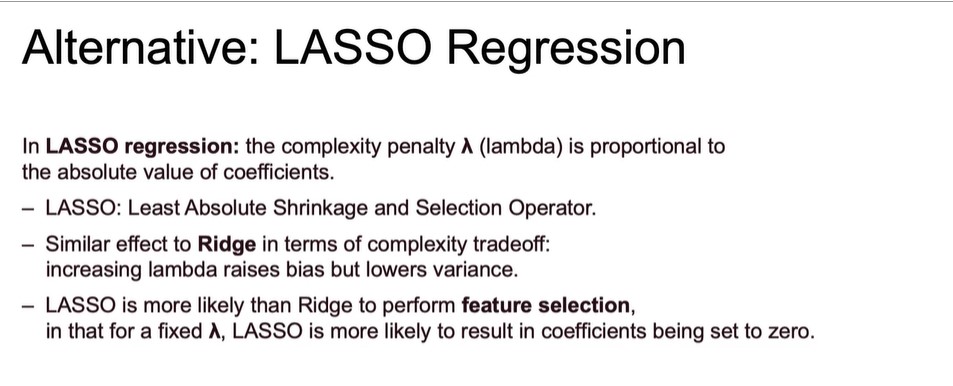 Alternative: LASSO Regression
In LASSO regression: the complexity penalty λ (lambda) is proportional to
the absolute value of coefficients.
– LASSO: Least Absolute Shrinkage and Selection Operator.
– Similar effect to Ridge in terms of complexity tradeoff:
increasing lambda raises bias but lowers variance.
– LASSO is more likely than Ridge to perform feature selection,
in that for a fixed λ, LASSO is more likely to result in coefficients being set to zero.